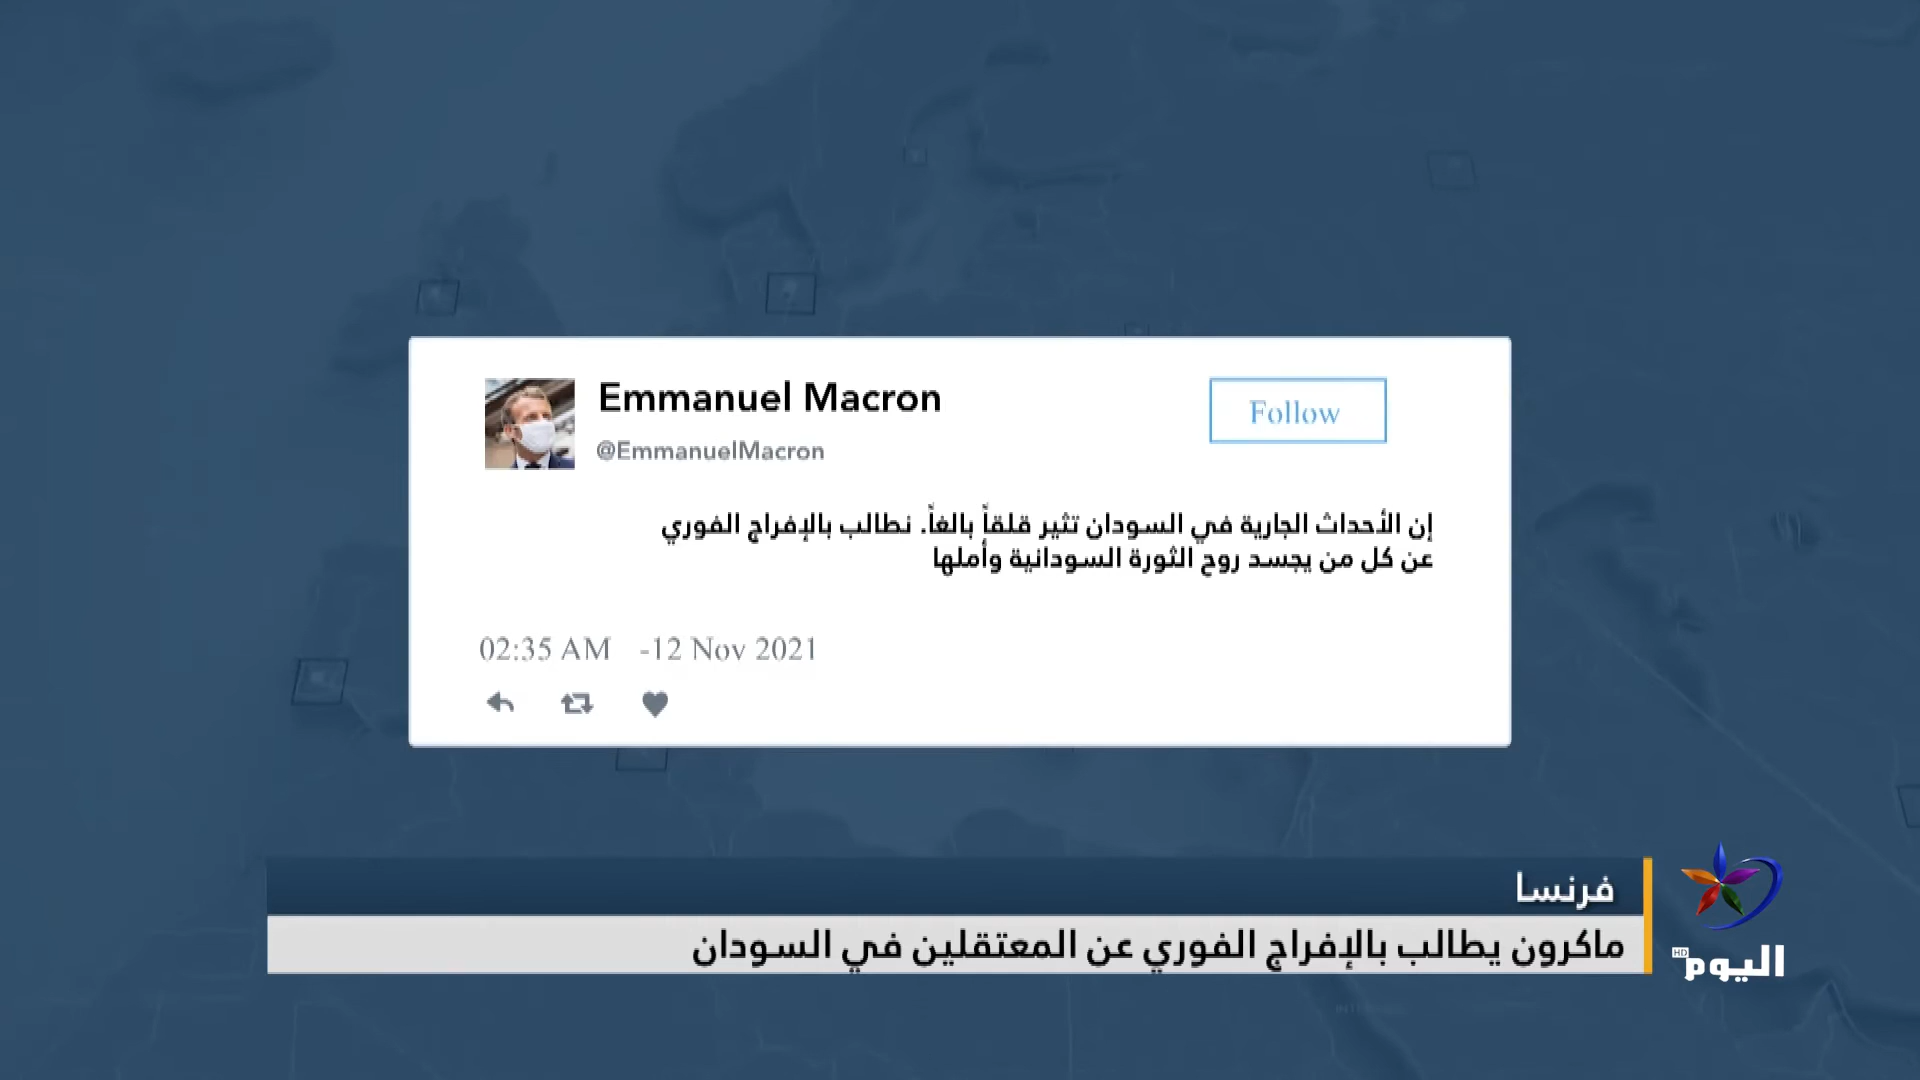 Emmanuel Macron
Follow
@EmmanuelMacron
إن الأحداث الجارية في السودان تثير قلقاً بالغاً. نطالب بالإفراج الفوري
عن كل من يجسد روح الثورة السودانية وأملها
02:35 AM -12 Nov 2021
فرنسا
ماكرون يطالب بالإفراج الفوري عن المعتقلين في السودان
اليوم HD